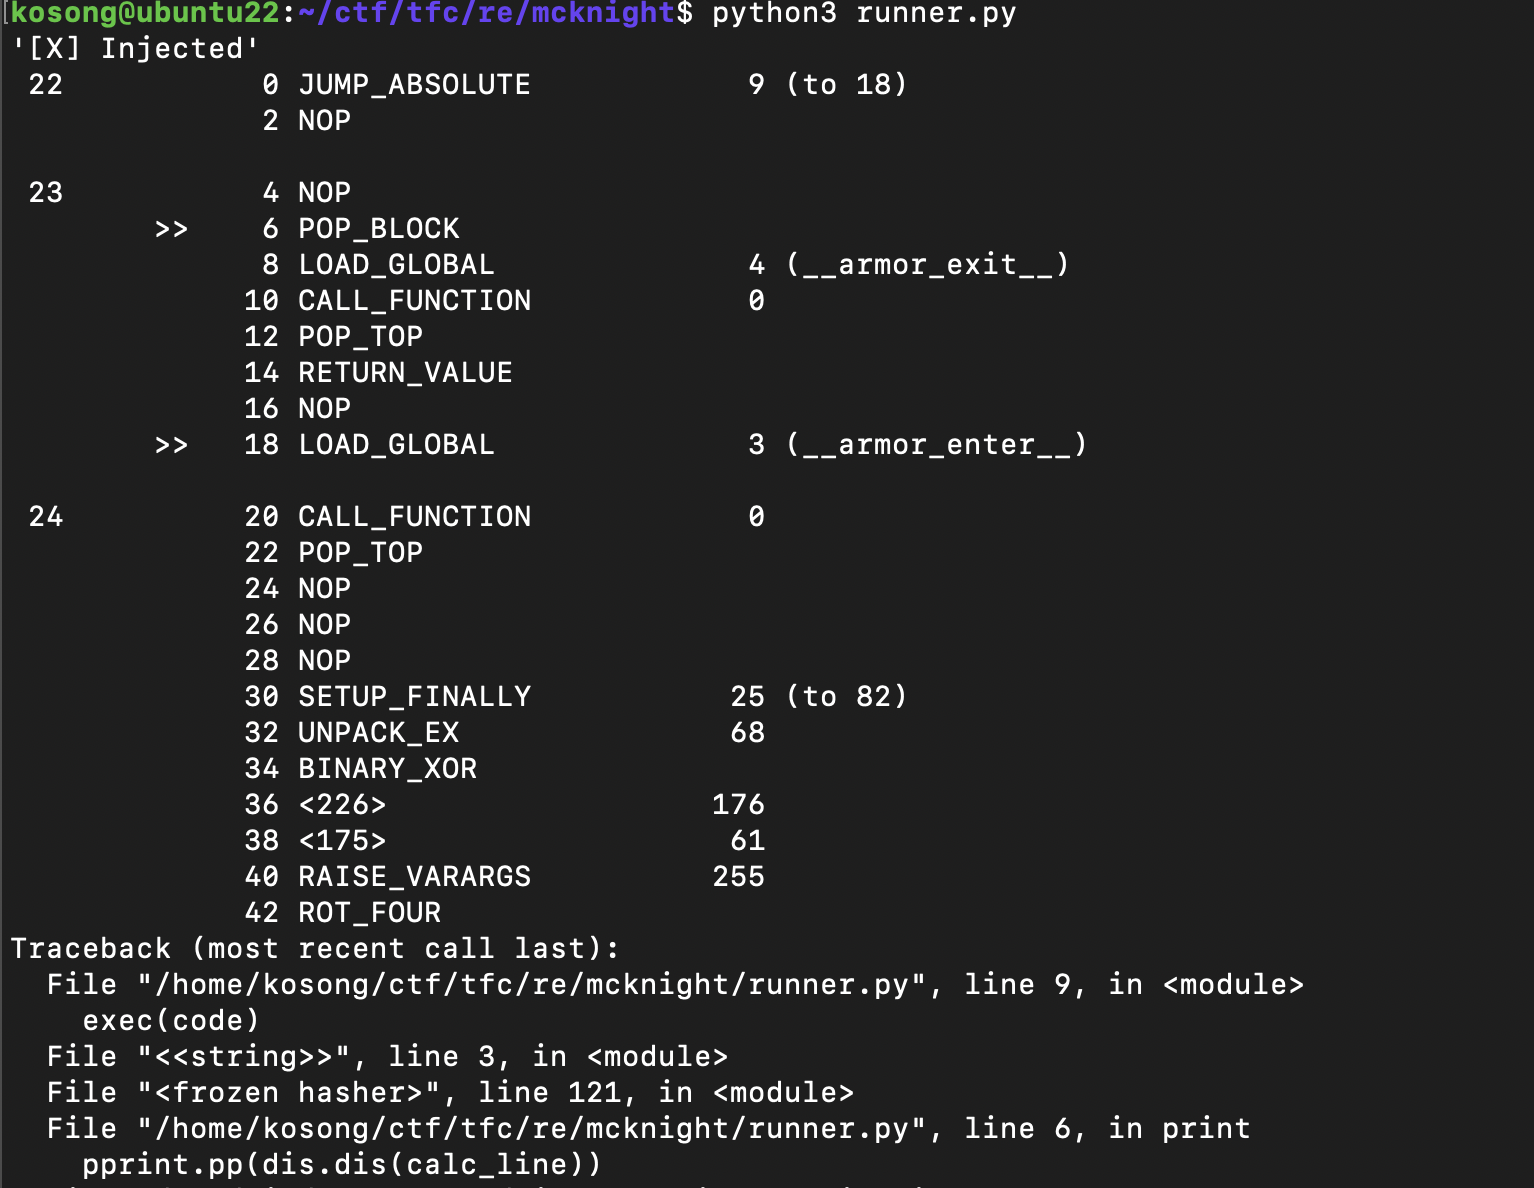 [kosong@ubuntu22:~/ctf/tfc/re/mcknight$ python3 runner.py
'[X] Injected'
 22           0 JUMP_ABSOLUTE            9 (to 18)
              2 NOP
 23           4 NOP
        >>    6 POP_BLOCK
              8 LOAD_GLOBAL              4 (__armor_exit__)
             10 CALL_FUNCTION            0
             12 POP_TOP
             14 RETURN_VALUE
             16 NOP
        >>   18 LOAD_GLOBAL              3 (__armor_enter__)
 24          20 CALL_FUNCTION            0
             22 POP_TOP
             24 NOP
             26 NOP
             28 NOP
             30 SETUP_FINALLY           25 (to 82)
             32 UNPACK_EX               68
             34 BINARY_XOR
             36 <226>                  176
             38 <175>                   61
             40 RAISE_VARARGS          255
             42 ROT_FOUR
Traceback (most recent call last):
  File "/home/kosong/ctf/tfc/re/mcknight/runner.py", line 9, in <module>
    exec(code)
  File "<<string>>", line 3, in <module>
  File "<frozen hasher>", line 121, in <module>
  File "/home/kosong/ctf/tfc/re/mcknight/runner.py", line 6, in print
    pprint.pp(dis.dis(calc_line))